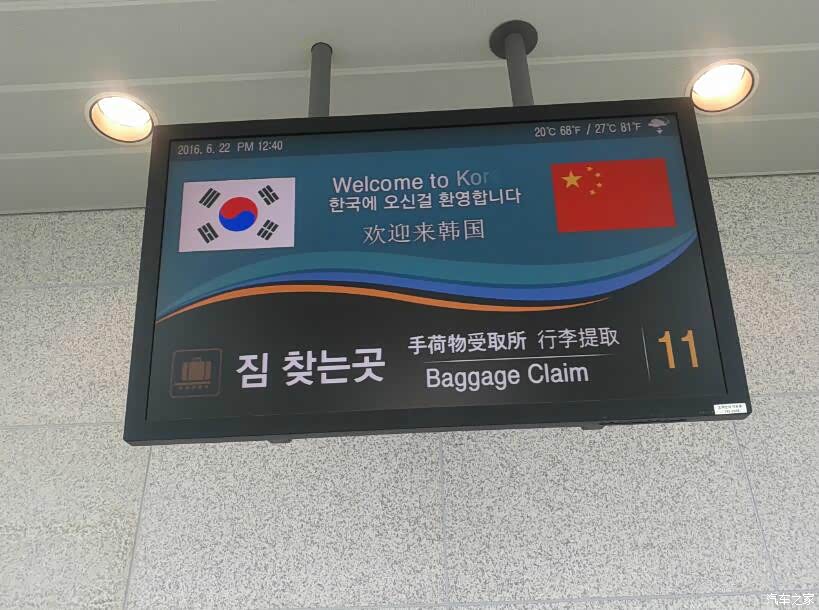 2016. 6. 22 PM 12:40
20℃ 68℉ / 27℃ 81℉
Welcome to Kor
한국에 오신걸 환영합니다
欢迎来韩国
짐 찾는곳
手荷物受取所 行李提取
Baggage Claim
11
汽车之家